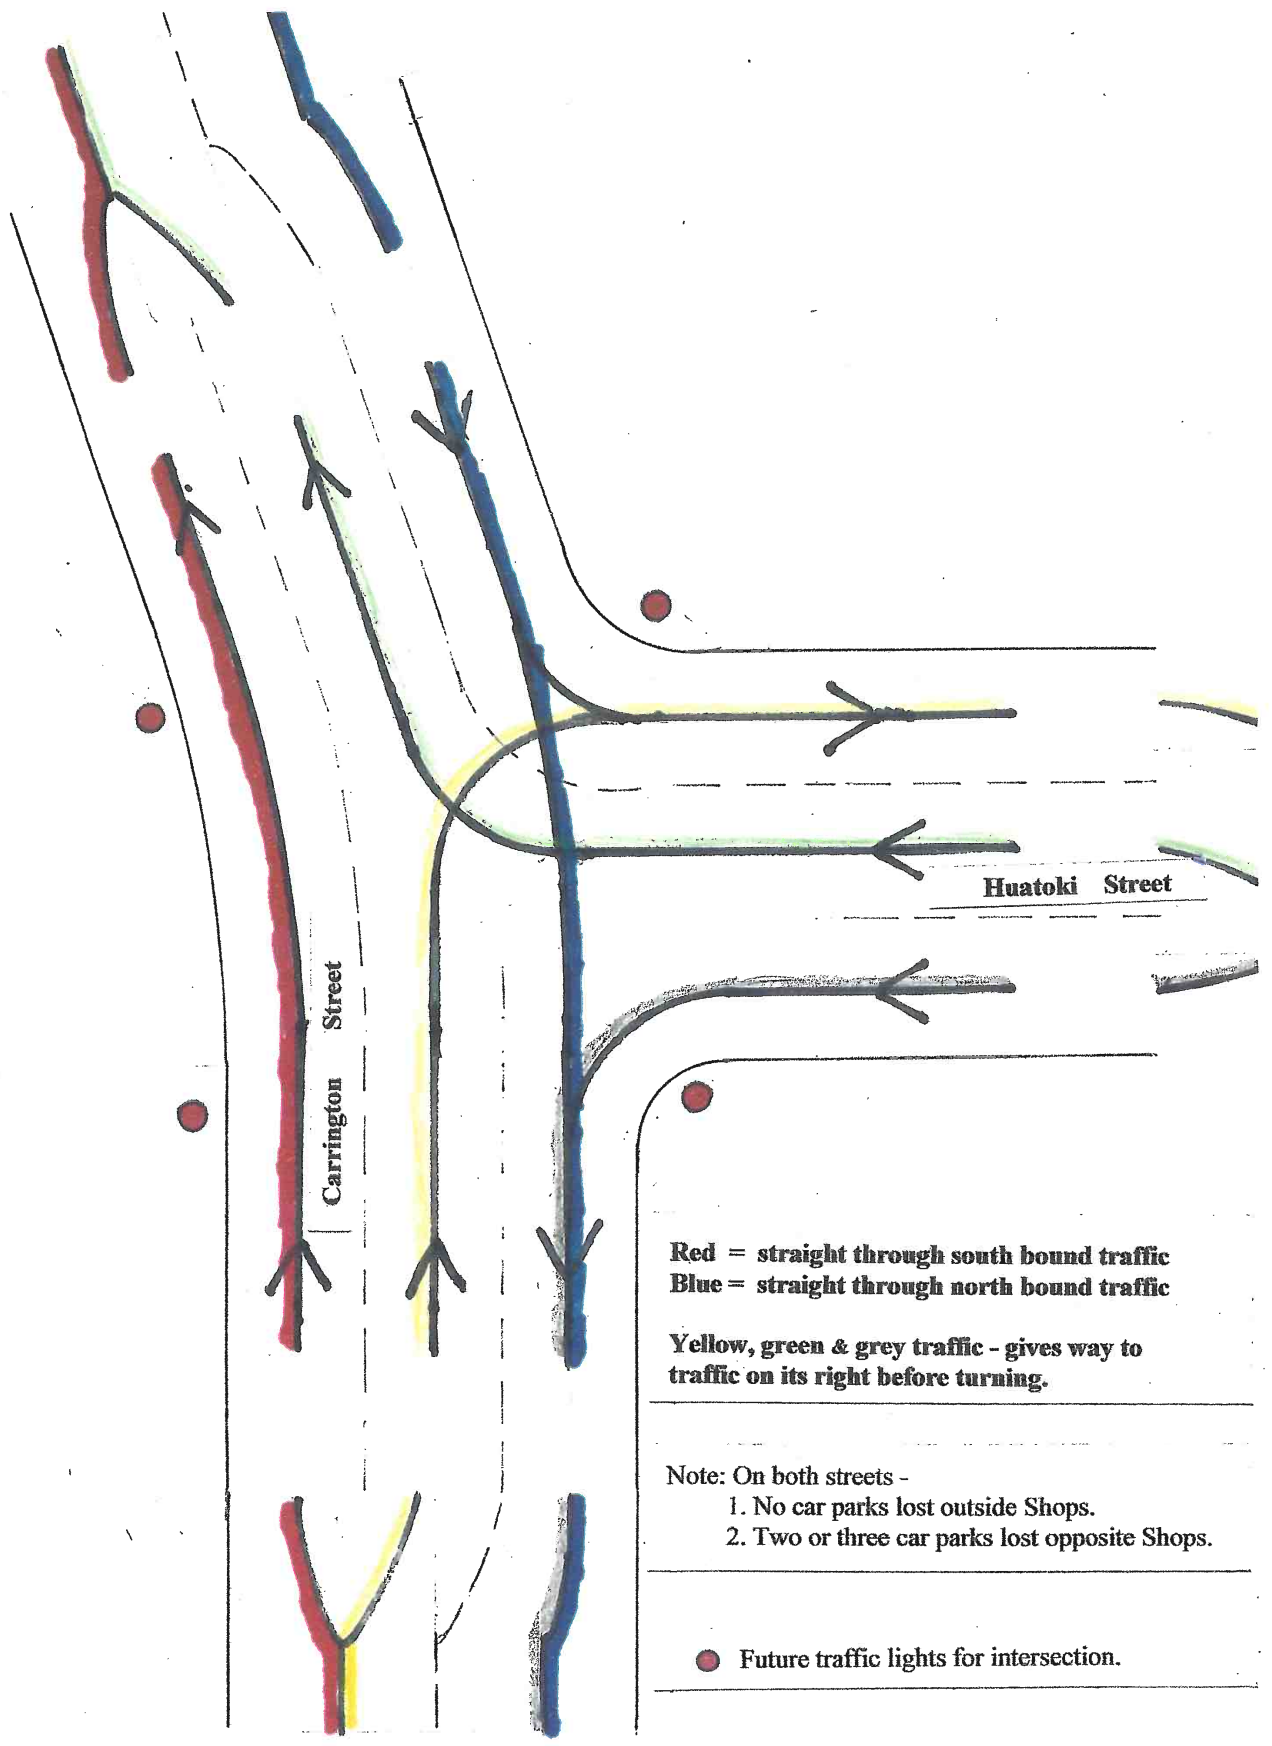 Huatoki Street
Carrington Street
Red = straight through south bound traffic
Blue = straight through north bound traffic
Yellow, green & grey traffic - gives way to
traffic on its right before turning.
Note: On both streets -
1. No car parks lost outside Shops.
2. Two or three car parks lost opposite Shops.
Future traffic lights for intersection.